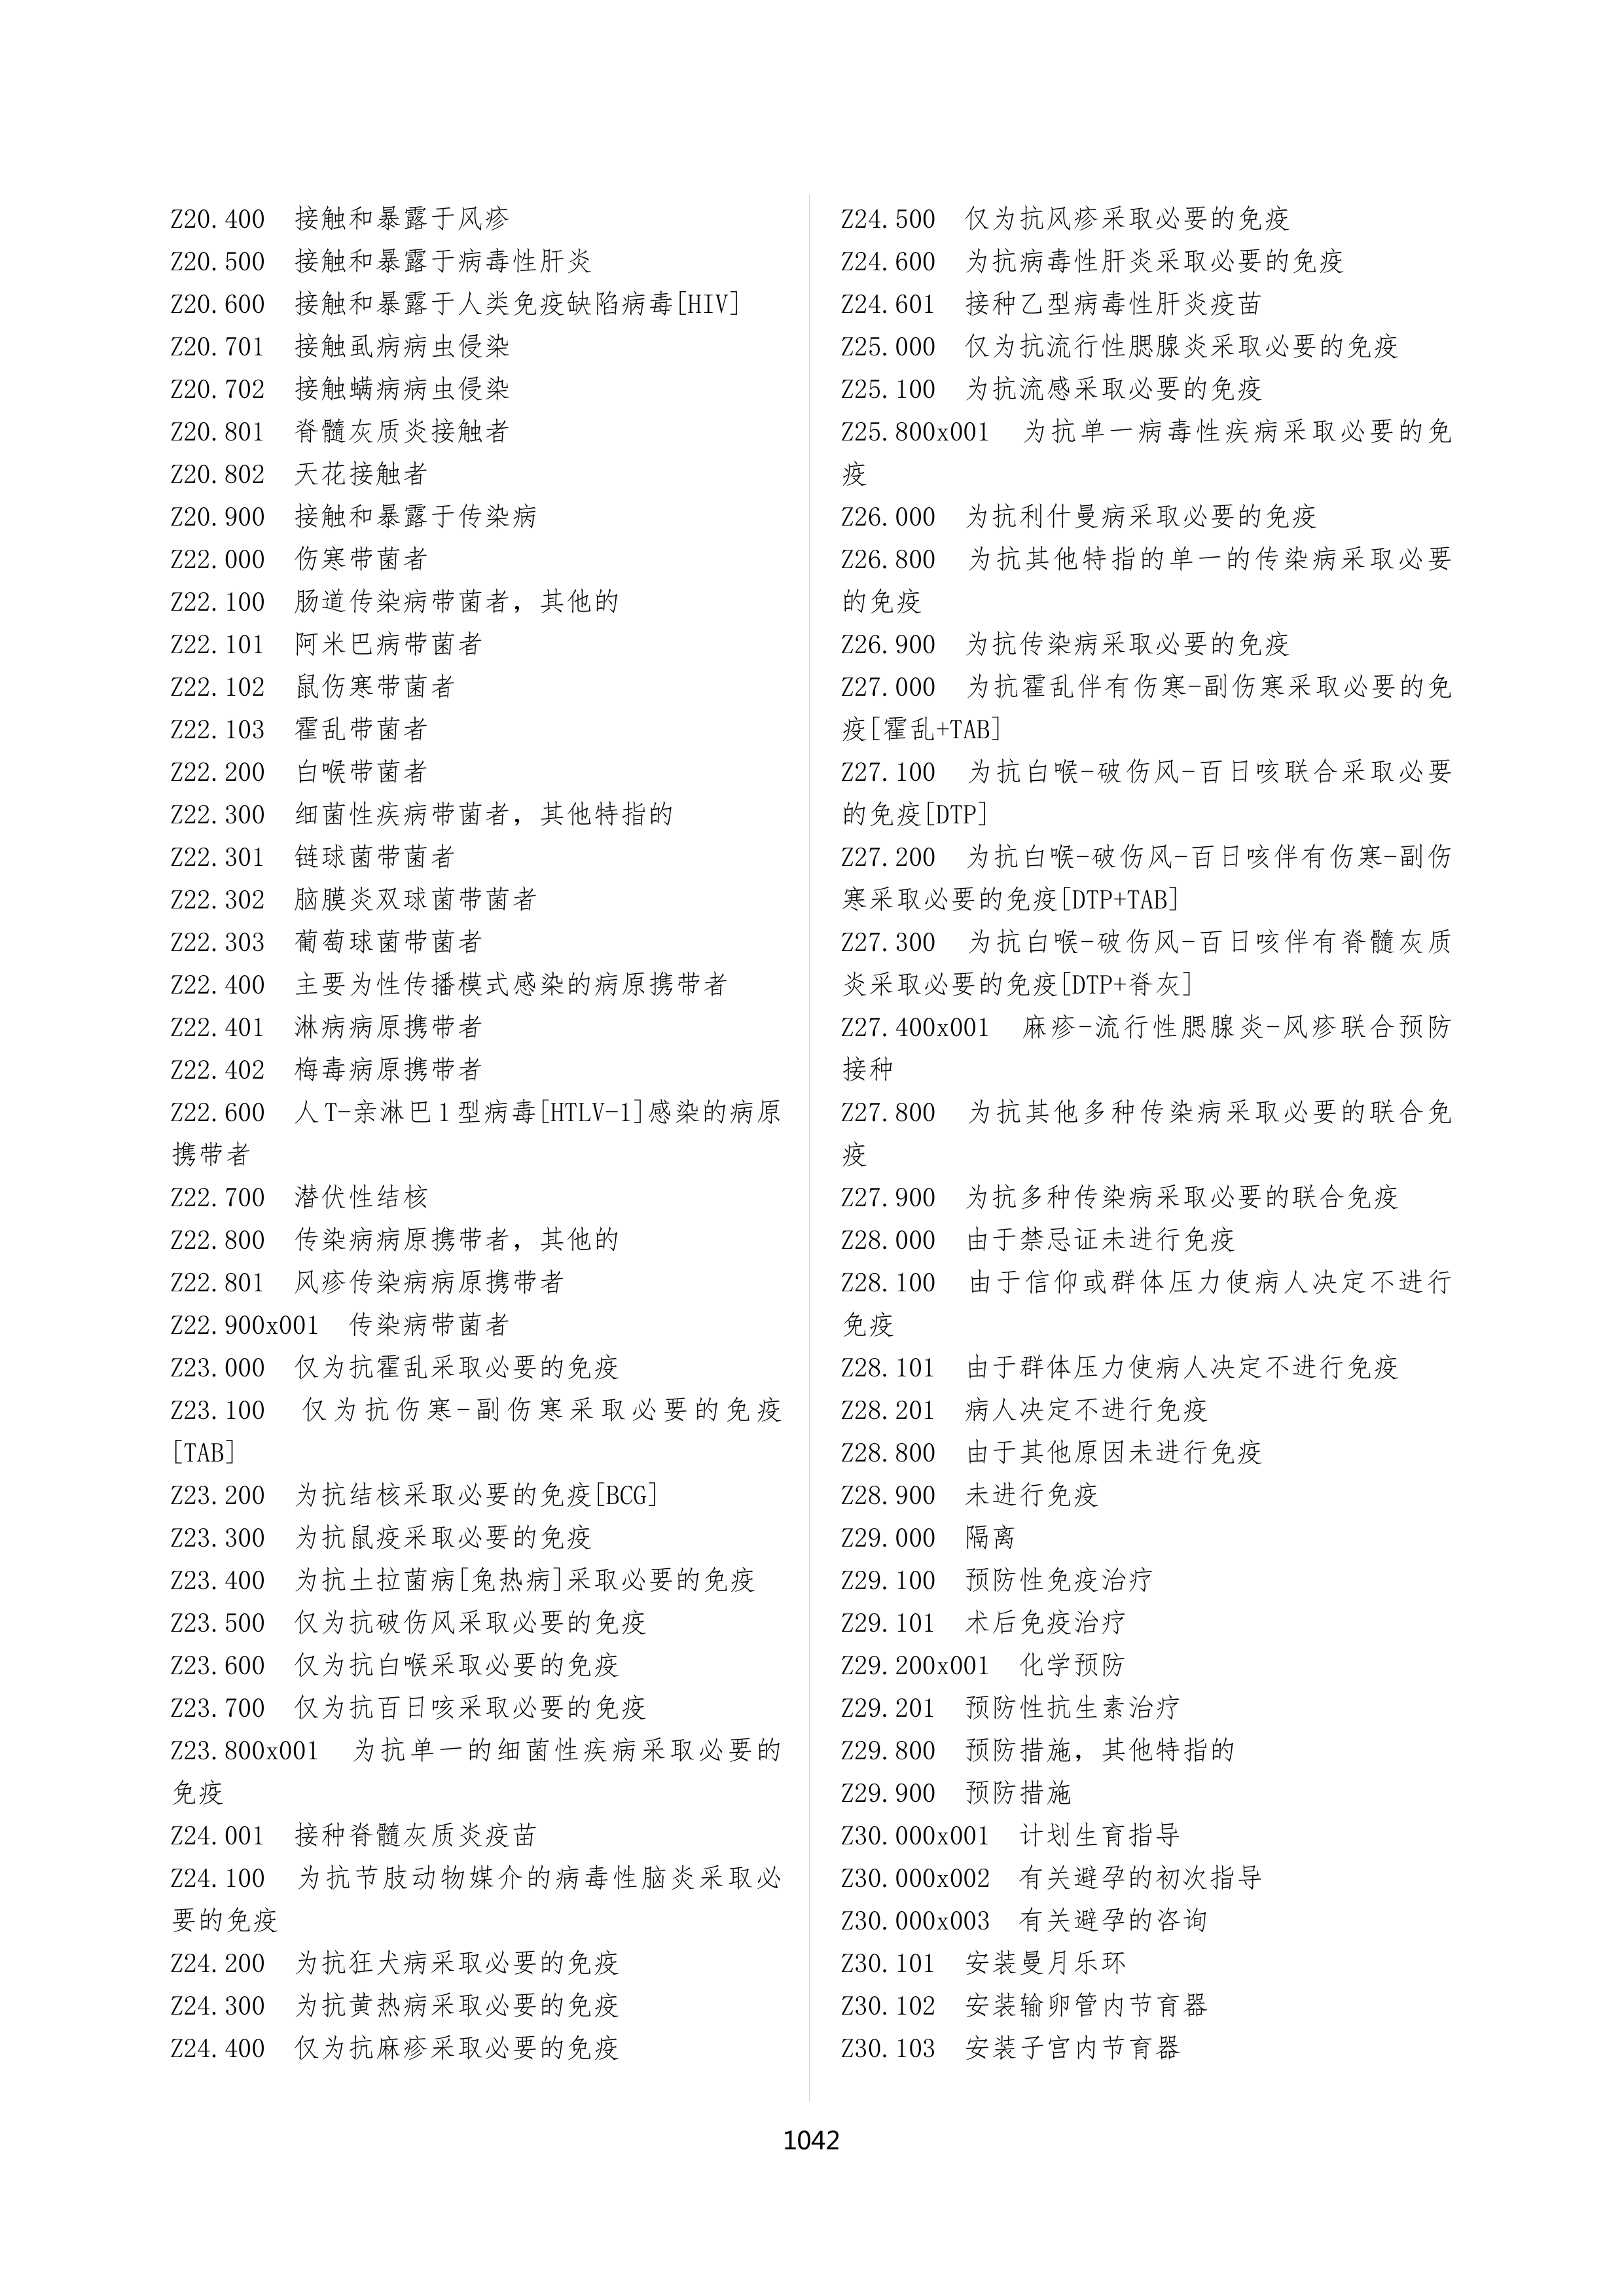 Z20.400 接触和暴露于风疹
Z20.500 接触和暴露于病毒性肝炎
Z20.600 接触和暴露于人类免疫缺陷病毒[HIV]
Z20.701 接触虱病病虫侵染
Z20.702 接触螨病病虫侵染
Z20.801 脊髓灰质炎接触者
Z20.802 天花接触者
Z20.900 接触和暴露于传染病
Z22.000 伤寒带菌者
Z22.100 肠道传染病带菌者，其他的
Z22.101 阿米巴病带菌者
Z22.102 鼠伤寒带菌者
Z22.103 霍乱带菌者
Z22.200 白喉带菌者
Z22.300 细菌性疾病带菌者，其他特指的
Z22.301 链球菌带菌者
Z22.302 脑膜炎双球菌带菌者
Z22.303 葡萄球菌带菌者
Z22.400 主要为性传播模式感染的病原携带者
Z22.401 淋病病原携带者
Z22.402 梅毒病原携带者
Z22.600 人T-亲淋巴1型病毒[HTLV-1]感染的病原
携带者
Z22.700 潜伏性结核
Z22.800 传染病病原携带者，其他的
Z22.801 风疹传染病病原携带者
Z22.900x001 传染病带菌者
Z23.000 仅为抗霍乱采取必要的免疫
Z23.100 仅为抗伤寒-副伤寒采取必要的免疫
[TAB]
Z23.200 为抗结核采取必要的免疫[BCG]
Z23.300 为抗鼠疫采取必要的免疫
Z23.400 为抗土拉菌病[兔热病]采取必要的免疫
Z23.500 仅为抗破伤风采取必要的免疫
Z23.600 仅为抗白喉采取必要的免疫
Z23.700 仅为抗百日咳采取必要的免疫
Z23.800x001 为抗单一的细菌性疾病采取必要的
免疫
Z24.001 接种脊髓灰质炎疫苗
Z24.100 为抗节肢动物媒介的病毒性脑炎采取必
要的免疫
Z24.200 为抗狂犬病采取必要的免疫
Z24.300 为抗黄热病采取必要的免疫
Z24.400 仅为抗麻疹采取必要的免疫
Z24.500 仅为抗风疹采取必要的免疫
Z24.600 为抗病毒性肝炎采取必要的免疫
Z24.601 接种乙型病毒性肝炎疫苗
Z25.000 仅为抗流行性腮腺炎采取必要的免疫
Z25.100 为抗流感采取必要的免疫
Z25.800x001 为抗单一病毒性疾病采取必要的免
疫
Z26.000 为抗利什曼病采取必要的免疫
Z26.800 为抗其他特指的单一的传染病采取必要
的免疫
Z26.900 为抗传染病采取必要的免疫
Z27.000 为抗霍乱伴有伤寒-副伤寒采取必要的免
疫[霍乱+TAB]
Z27.100 为抗白喉-破伤风-百日咳联合采取必要
的免疫[DTP]
Z27.200 为抗白喉-破伤风-百日咳伴有伤寒-副伤
寒采取必要的免疫[DTP+TAB]
Z27.300 为抗白喉-破伤风-百日咳伴有脊髓灰质
炎采取必要的免疫[DTP+脊灰]
Z27.400x001 麻疹-流行性腮腺炎-风疹联合预防
接种
Z27.800 为抗其他多种传染病采取必要的联合免
疫
Z27.900 为抗多种传染病采取必要的联合免疫
Z28.000 由于禁忌证未进行免疫
Z28.100 由于信仰或群体压力使病人决定不进行
免疫
Z28.101 由于群体压力使病人决定不进行免疫
Z28.201 病人决定不进行免疫
Z28.800 由于其他原因未进行免疫
Z28.900 未进行免疫
Z29.000 隔离
Z29.100 预防性免疫治疗
Z29.101 术后免疫治疗
Z29.200x001 化学预防
Z29.201 预防性抗生素治疗
Z29.800 预防措施，其他特指的
Z29.900 预防措施
Z30.000x001 计划生育指导
Z30.000x002 有关避孕的初次指导
Z30.000x003 有关避孕的咨询
Z30.101 安装曼月乐环
Z30.102 安装输卵管内节育器
Z30.103 安装子宫内节育器
1042